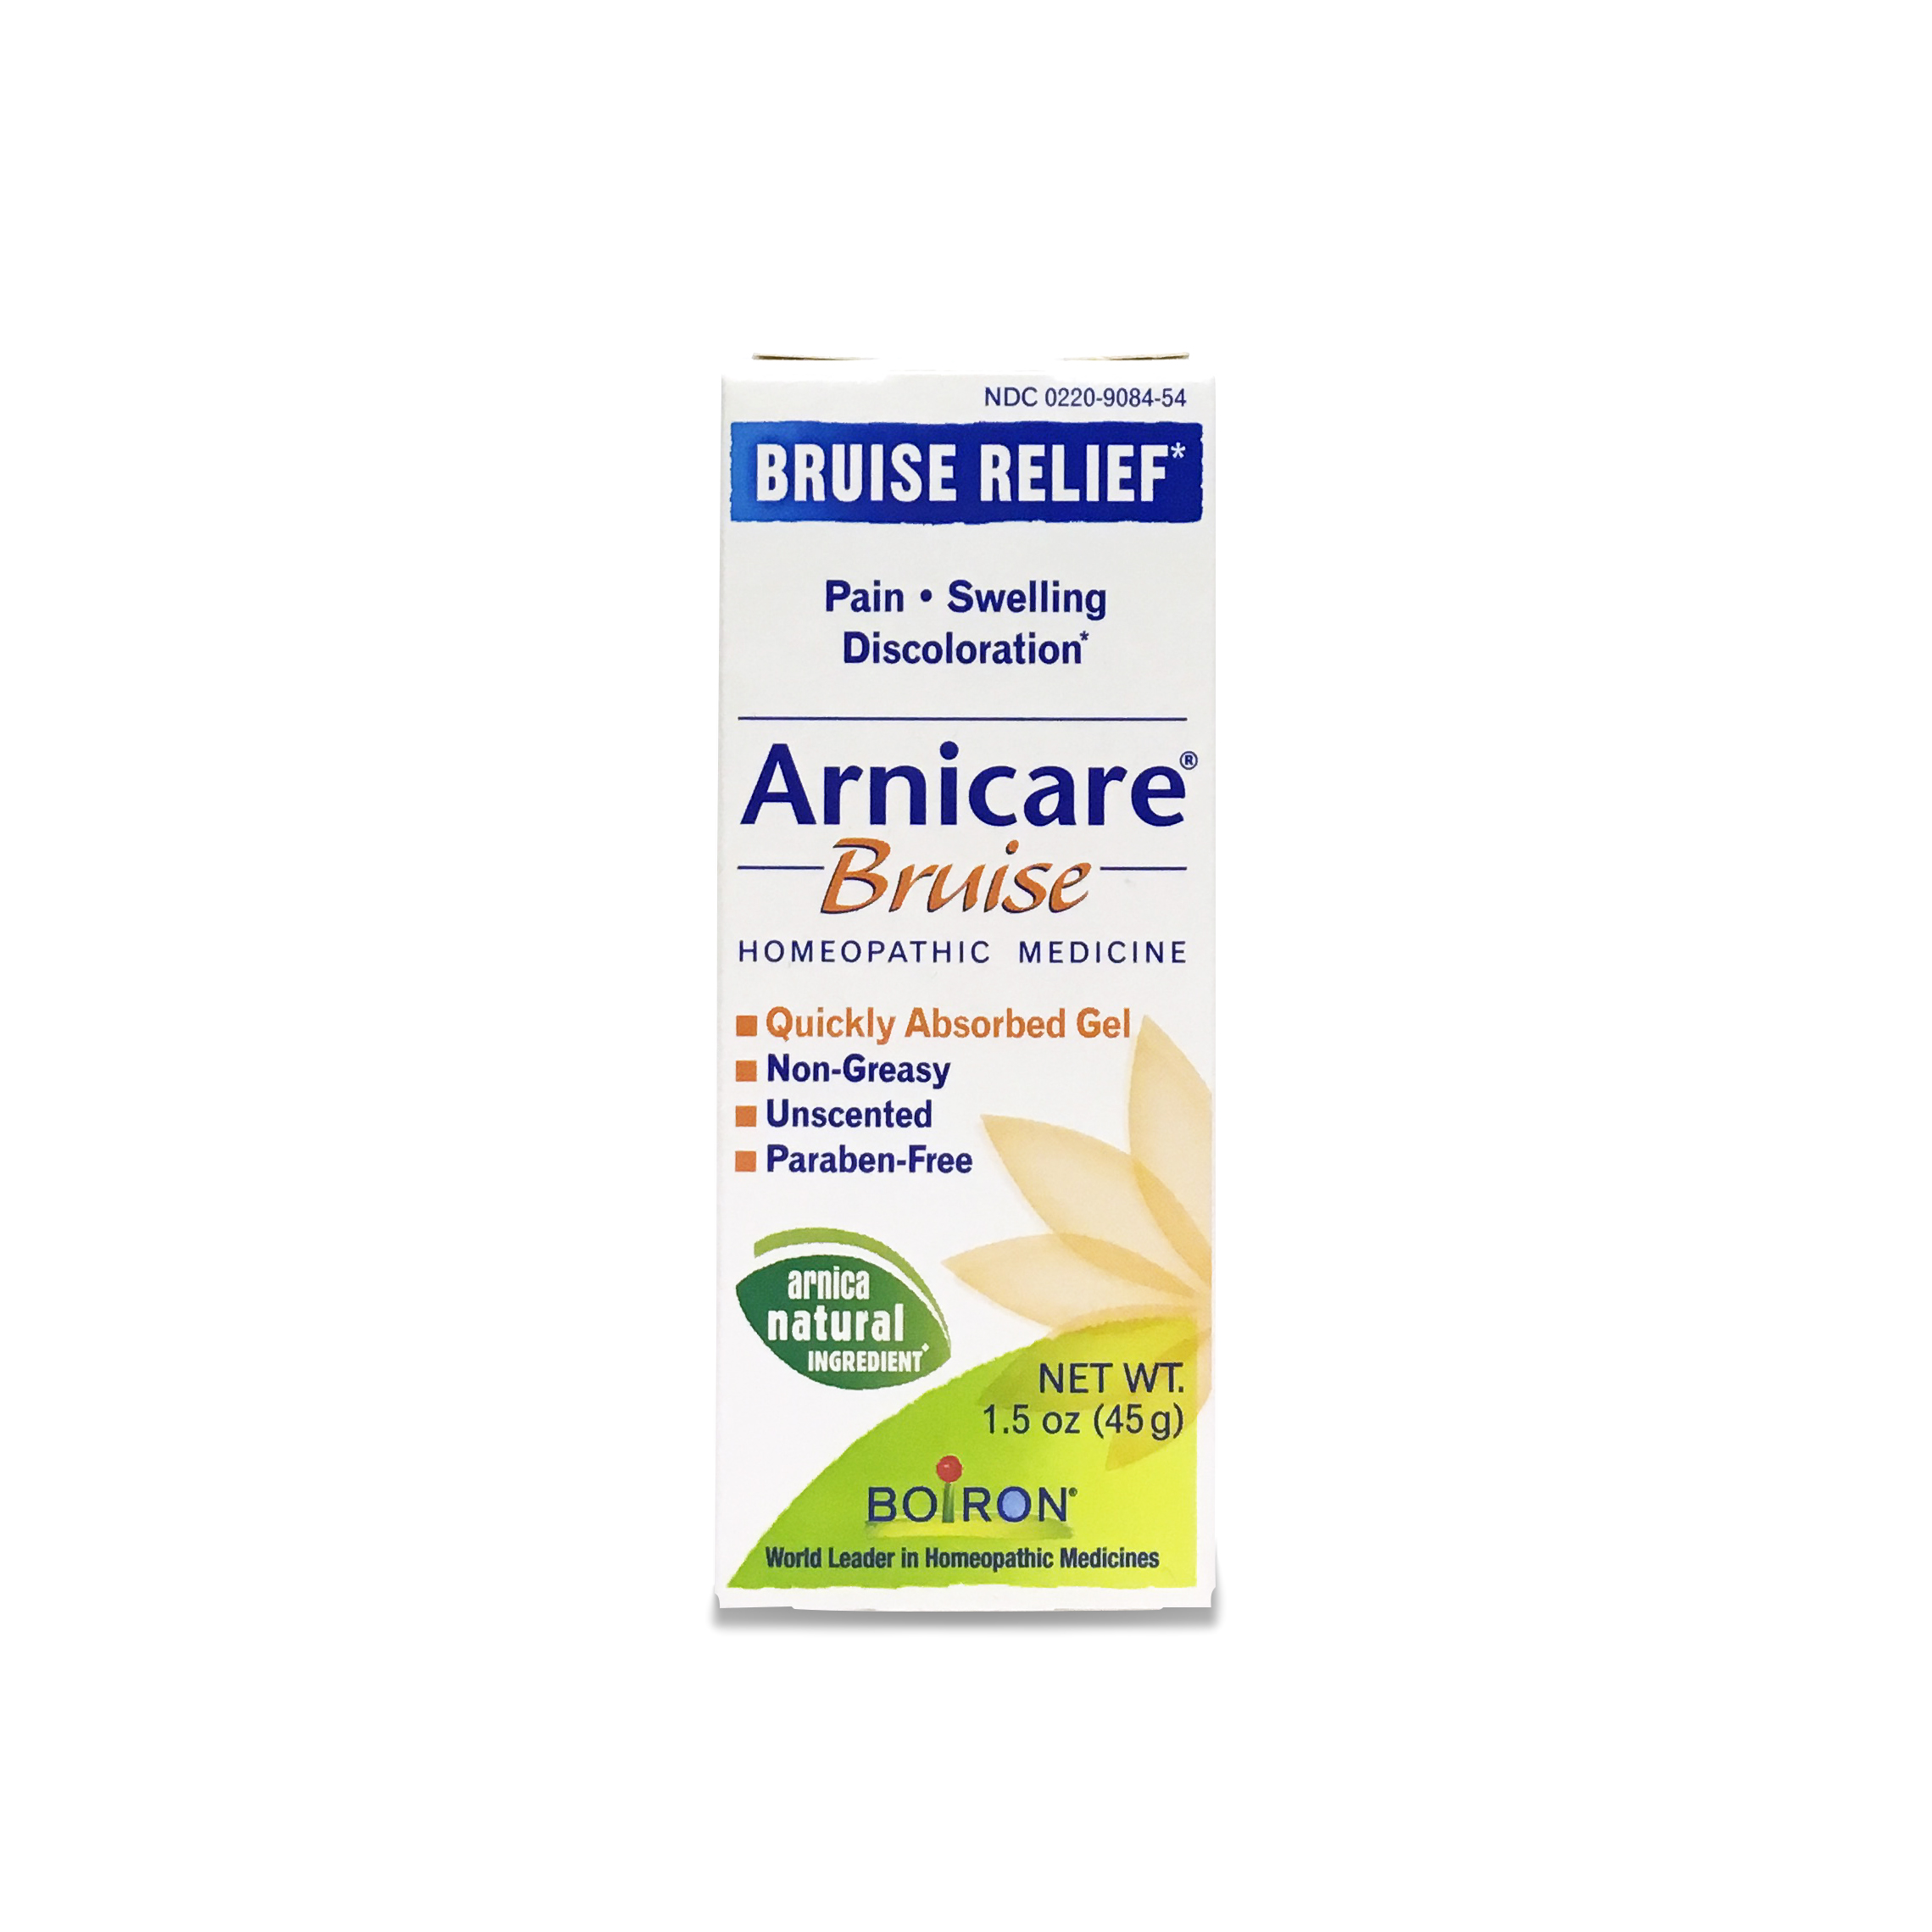 NDC 0220-9084-54
BRUISE RELIEF*
Pain • Swelling
Discoloration*
Arnicare®
Bruise
HOMEOPATHIC MEDICINE
■ Quickly Absorbed Gel
■ Non-Greasy
■ Unscented
■ Paraben-Free
arnica
natural
INGREDIENT⬥
NET WT.
1.5 oz (45g)
BOIRON®
World Leader in Homeopathic Medicines